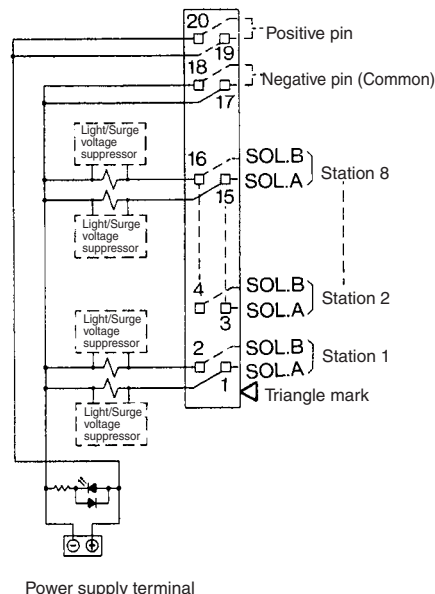 20
Positive pin
19
18
Negative pin (Common)
17
Light/Surge
voltage
suppressor
16
SOL.B
SOL.A
Station 8
15
Light/Surge
voltage
suppressor
4
SOL.B
SOL.A
Station 2
3
Light/Surge
voltage
suppressor
2
SOL.B
SOL.A
Station 1
1
Triangle mark
Light/Surge
voltage
suppressor
⊖ ⊕
Power supply terminal